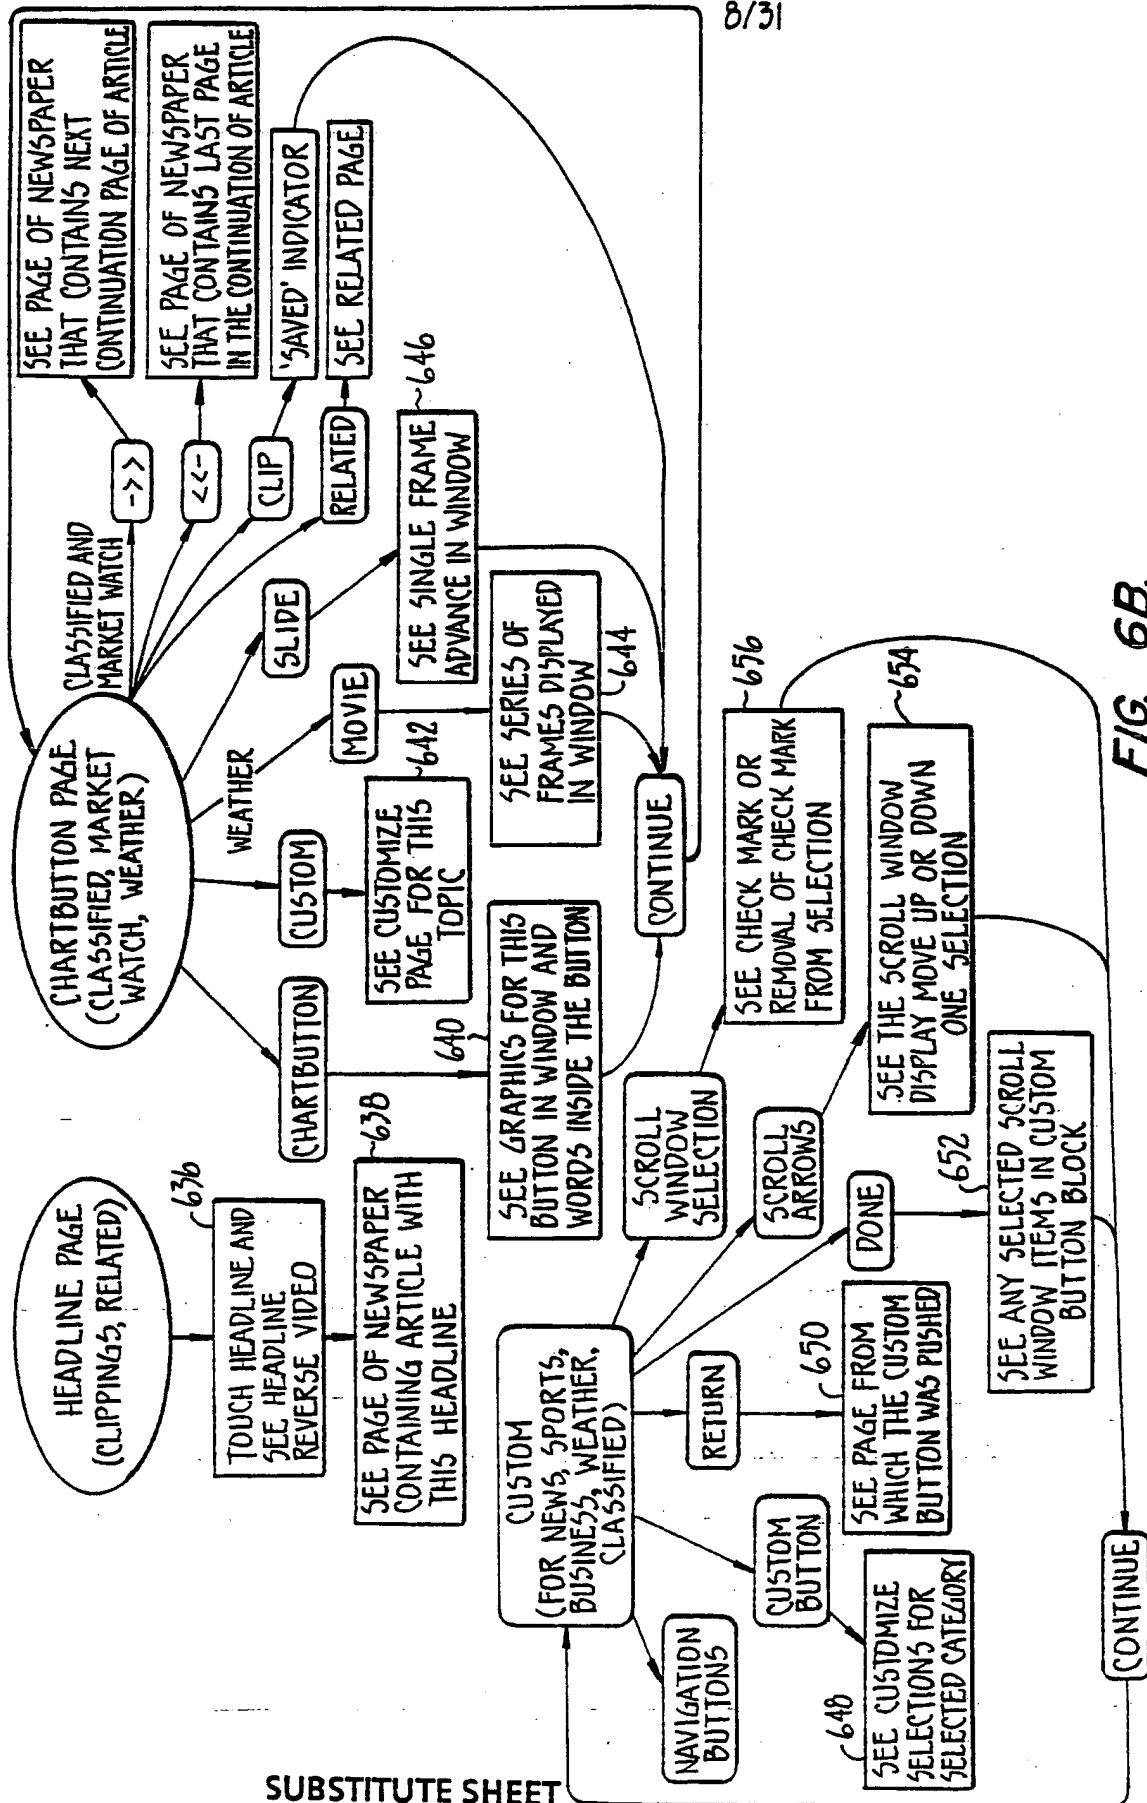 8/31
HEADLINE PAGE
(CLIPPINGS, RELATED)
636
TOUCH HEADLINE AND
SEE HEADLINE
REVERSE VIDEO
638
SEE PAGE OF NEWSPAPER
CONTAINING ARTICLE WITH
THIS HEADLINE
CHARTBUTTON PAGE
(CLASSIFIED, MARKET
WATCH, WEATHER)
CHARTBUTTON
640
SEE GRAPHICS FOR THIS
BUTTON IN WINDOW AND
WORDS INSIDE THE BUTTON
CUSTOM
642
SEE CUSTOMIZE
PAGE FOR THIS
TOPIC
WEATHER
MOVIE
SEE SERIES OF
FRAMES DISPLAYED
IN WINDOW
644
SLIDE
646
SEE SINGLE FRAME
ADVANCE IN WINDOW
CLASSIFIED AND
MARKET WATCH
->>
SEE PAGE OF NEWSPAPER
THAT CONTAINS NEXT
CONTINUATION PAGE OF ARTICLE
<<-
SEE PAGE OF NEWSPAPER
THAT CONTAINS LAST PAGE
IN THE CONTINUATION OF ARTICLE
CLIP
'SAVED' INDICATOR
RELATED
SEE RELATED PAGE
CONTINUE
CUSTOM
(FOR NEWS, SPORTS,
BUSINESS, WEATHER,
CLASSIFIED)
NAVIGATION
BUTTONS
CUSTOM
BUTTON
648
SEE CUSTOMIZE
SELECTIONS FOR
SELECTED CATEGORY
RETURN
650
SEE PAGE FROM
WHICH THE CUSTOM
BUTTON WAS PUSHED
DONE
652
SEE ANY SELECTED SCROLL
WINDOW ITEMS IN CUSTOM
BUTTON BLOCK
SCROLL
ARROWS
654
SEE THE SCROLL WINDOW
DISPLAY MOVE UP OR DOWN
ONE SELECTION
SCROLL
WINDOW
SELECTION
656
SEE CHECK MARK OR
REMOVAL OF CHECK MARK
FROM SELECTION
CONTINUE
FIG. 6B.
SUBSTITUTE SHEET